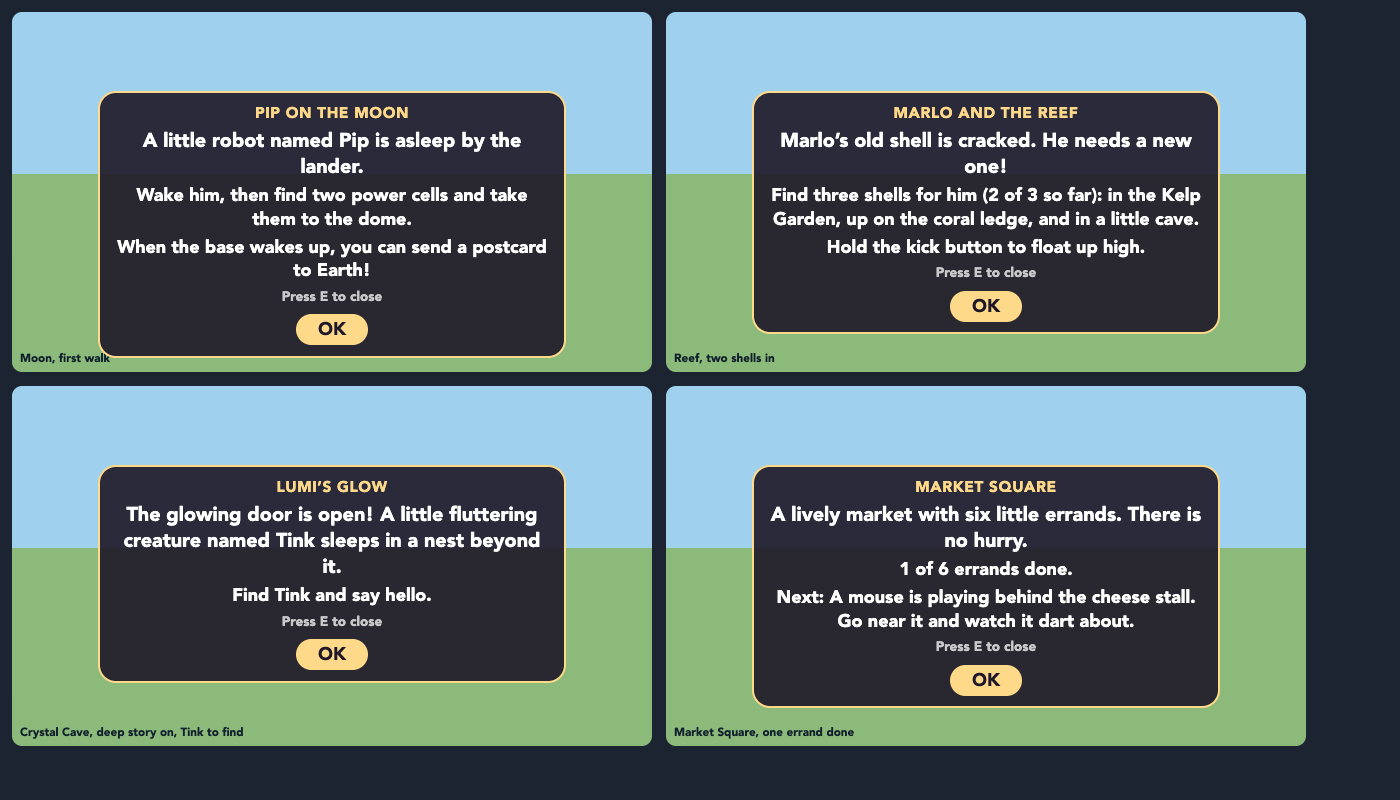 PIP ON THE MOON
A little robot named Pip is asleep by the
lander.
Wake him, then find two power cells and take
them to the dome.
When the base wakes up, you can send a postcard
to Earth!
Press E to close
OK
Moon, first walk
MARLO AND THE REEF
Marlo’s old shell is cracked. He needs a new
one!
Find three shells for him (2 of 3 so far): in the Kelp
Garden, up on the coral ledge, and in a little cave.
Hold the kick button to float up high.
Press E to close
OK
Reef, two shells in
LUMI’S GLOW
The glowing door is open! A little fluttering
creature named Tink sleeps in a nest beyond
it.
Find Tink and say hello.
Press E to close
OK
Crystal Cave, deep story on, Tink to find
MARKET SQUARE
A lively market with six little errands. There is
no hurry.
1 of 6 errands done.
Next: A mouse is playing behind the cheese stall.
Go near it and watch it dart about.
Press E to close
OK
Market Square, one errand done